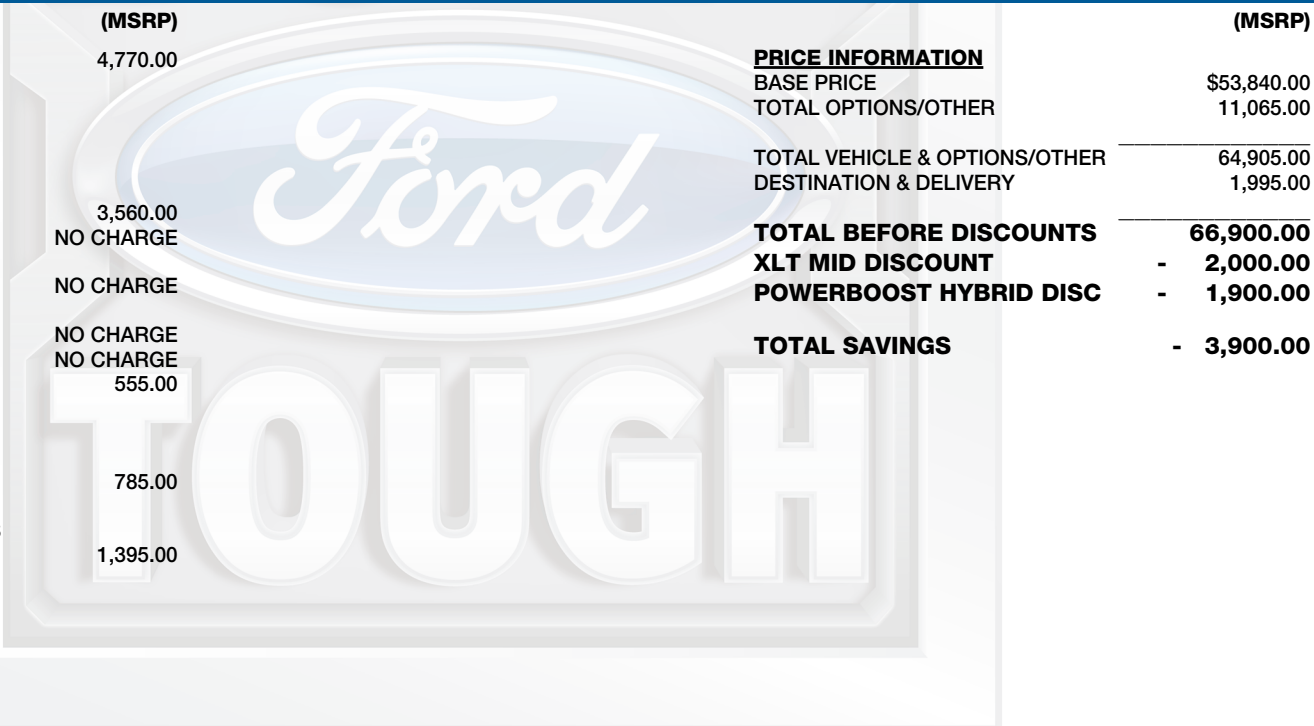 (MSRP)
4,770.00
3,560.00
NO CHARGE
NO CHARGE
NO CHARGE
NO CHARGE
555.00
785.00
1,395.00
Ford
TOUGH
(MSRP)
PRICE INFORMATION
BASE PRICE $53,840.00
TOTAL OPTIONS/OTHER 11,065.00
TOTAL VEHICLE & OPTIONS/OTHER 64,905.00
DESTINATION & DELIVERY 1,995.00
TOTAL BEFORE DISCOUNTS 66,900.00
XLT MID DISCOUNT - 2,000.00
POWERBOOST HYBRID DISC - 1,900.00
TOTAL SAVINGS - 3,900.00